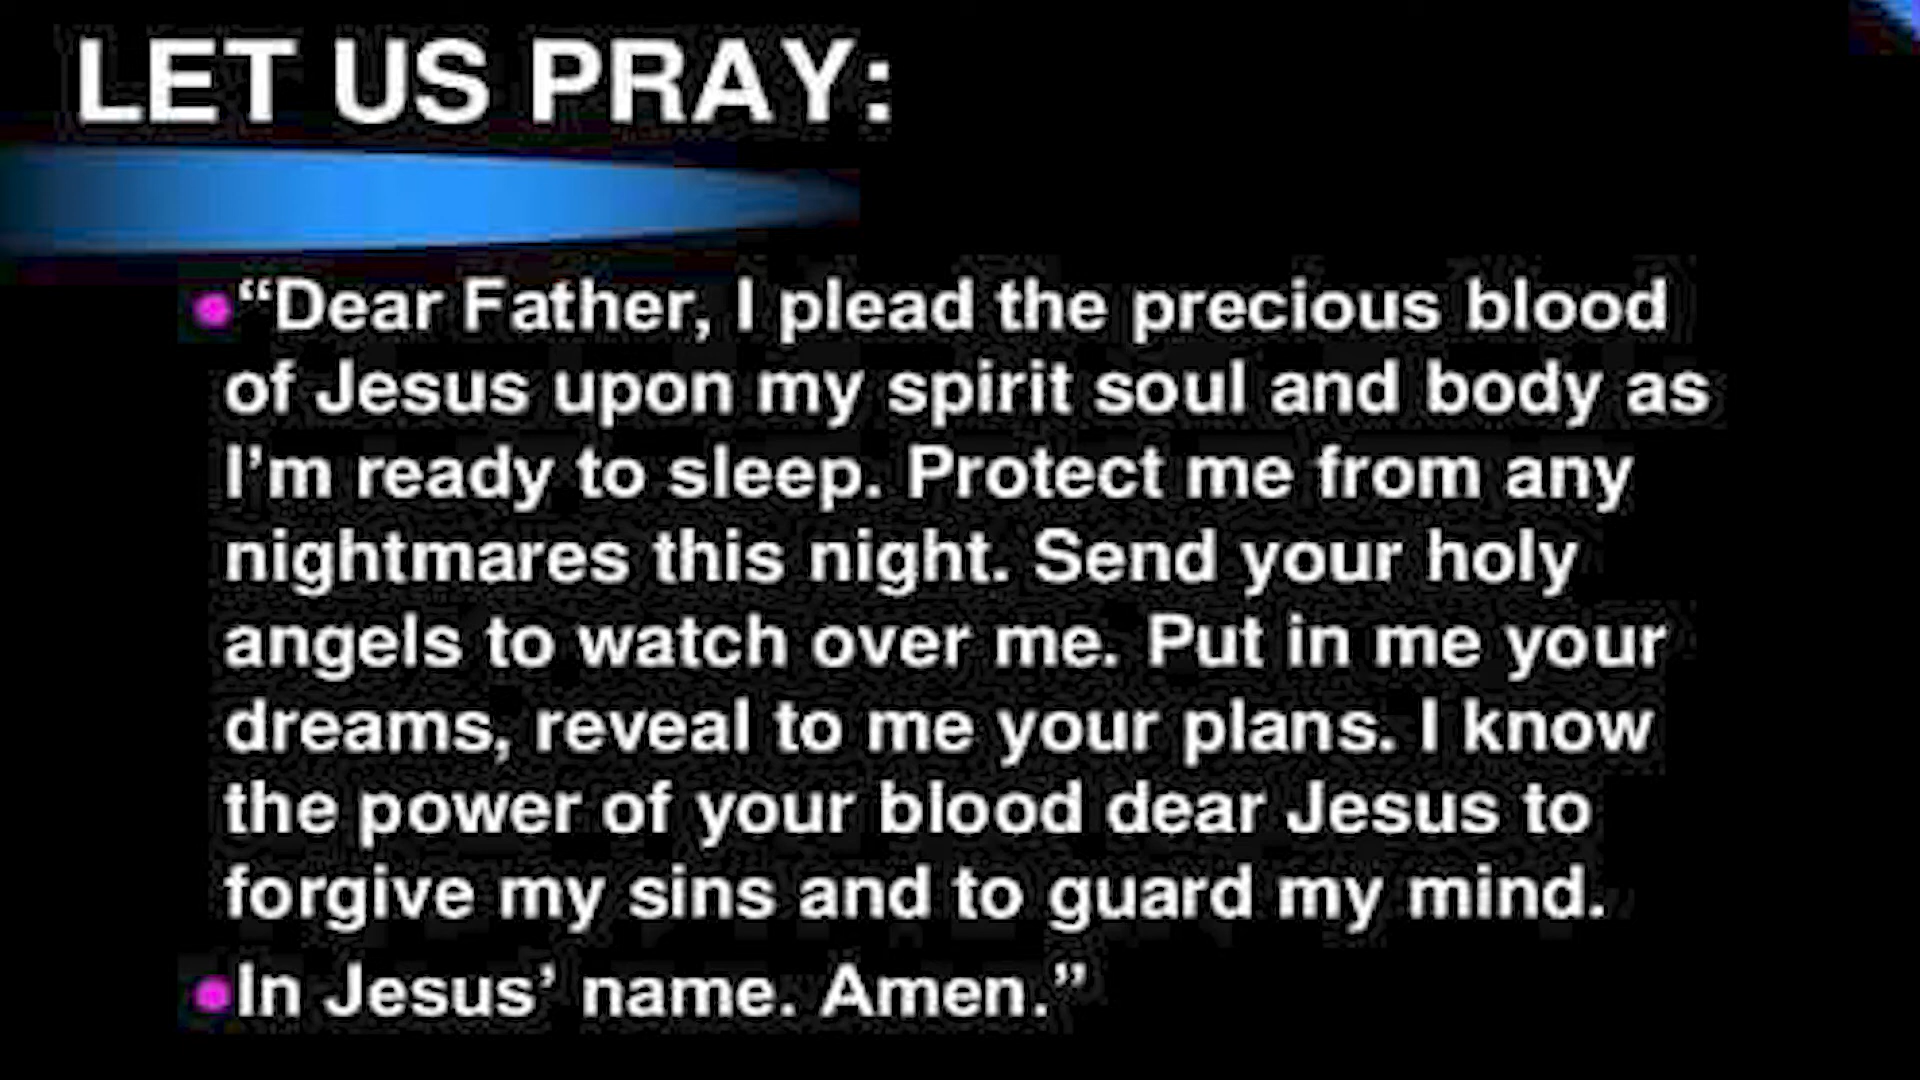 LET US PRAY:
“Dear Father, I plead the precious blood
of Jesus upon my spirit soul and body as
I’m ready to sleep. Protect me from any
nightmares this night. Send your holy
angels to watch over me. Put in me your
dreams, reveal to me your plans. I know
the power of your blood dear Jesus to
forgive my sins and to guard my mind.
In Jesus’ name. Amen.”